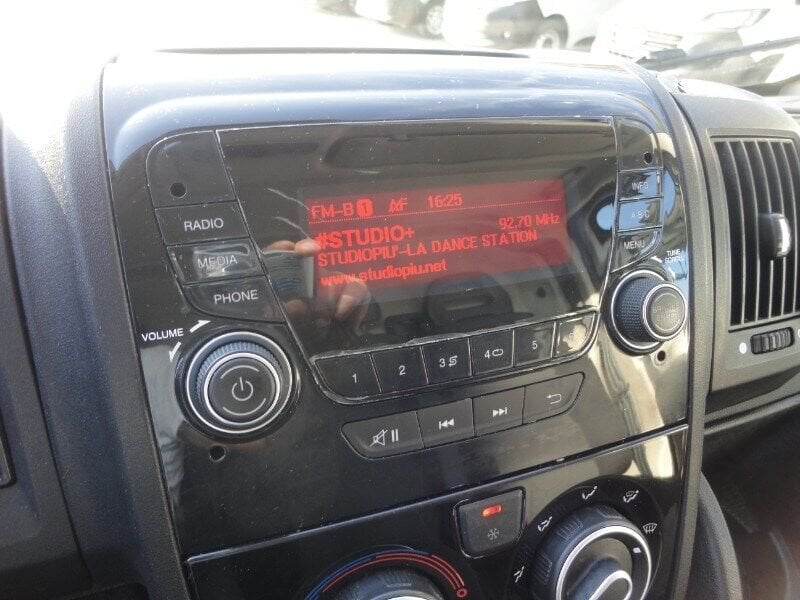 FM-B 1 AF 16:25
#STUDIO+ 92.70 MHz
STUDIOPIU'-LA DANCE STATION
www.studiopiu.net
RADIO
MEDIA
PHONE
VOLUME
INFO
A-B-C
MENU
TUNE
SCROLL
1 2 3 4 5 6